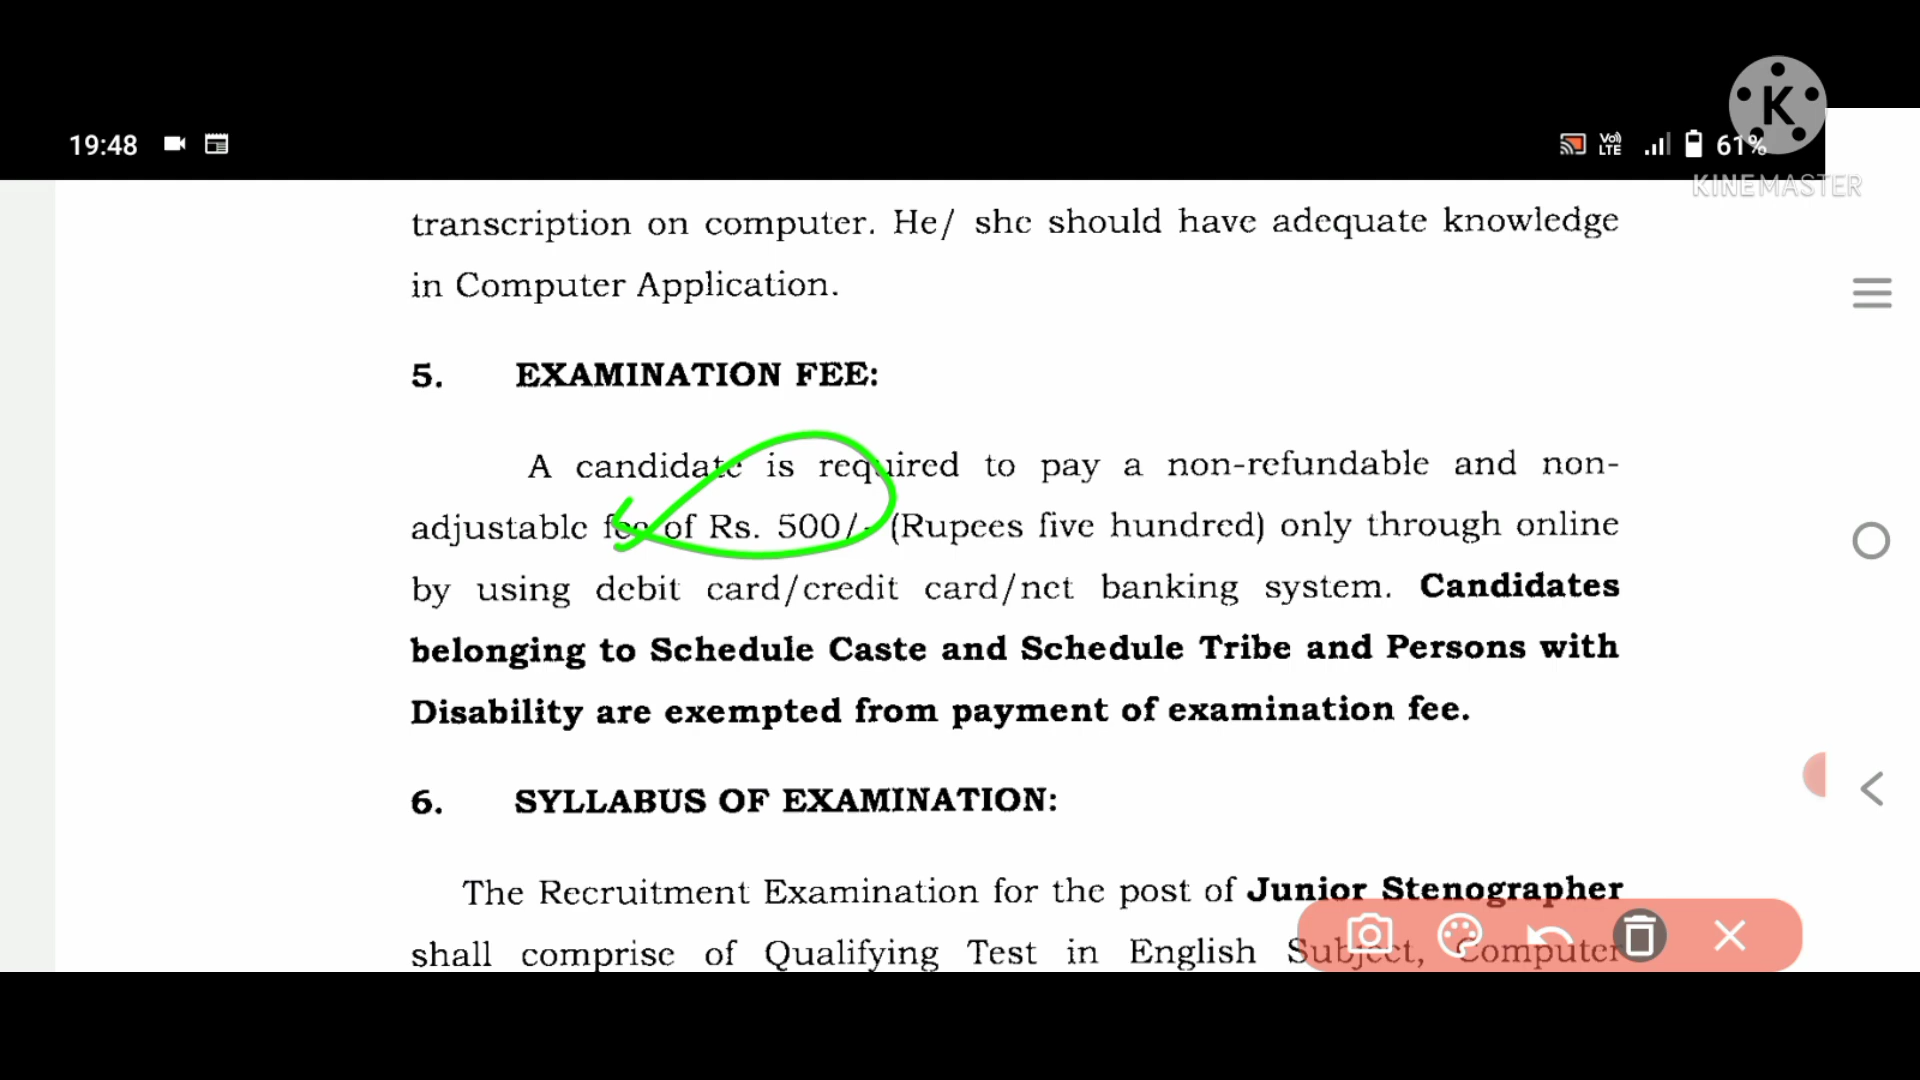 19:48
Vo)) LTE
61%
K
KINEMASTER
transcription on computer. He/ she should have adequate knowledge
in Computer Application.
5. EXAMINATION FEE:
A candidate is required to pay a non-refundable and non-
adjustable fee of Rs. 500/- (Rupees five hundred) only through online
by using debit card/credit card/net banking system. Candidates
belonging to Schedule Caste and Schedule Tribe and Persons with
Disability are exempted from payment of examination fee.
6. SYLLABUS OF EXAMINATION:
The Recruitment Examination for the post of Junior Stenographer
shall comprise of Qualifying Test in English Subject, Computer